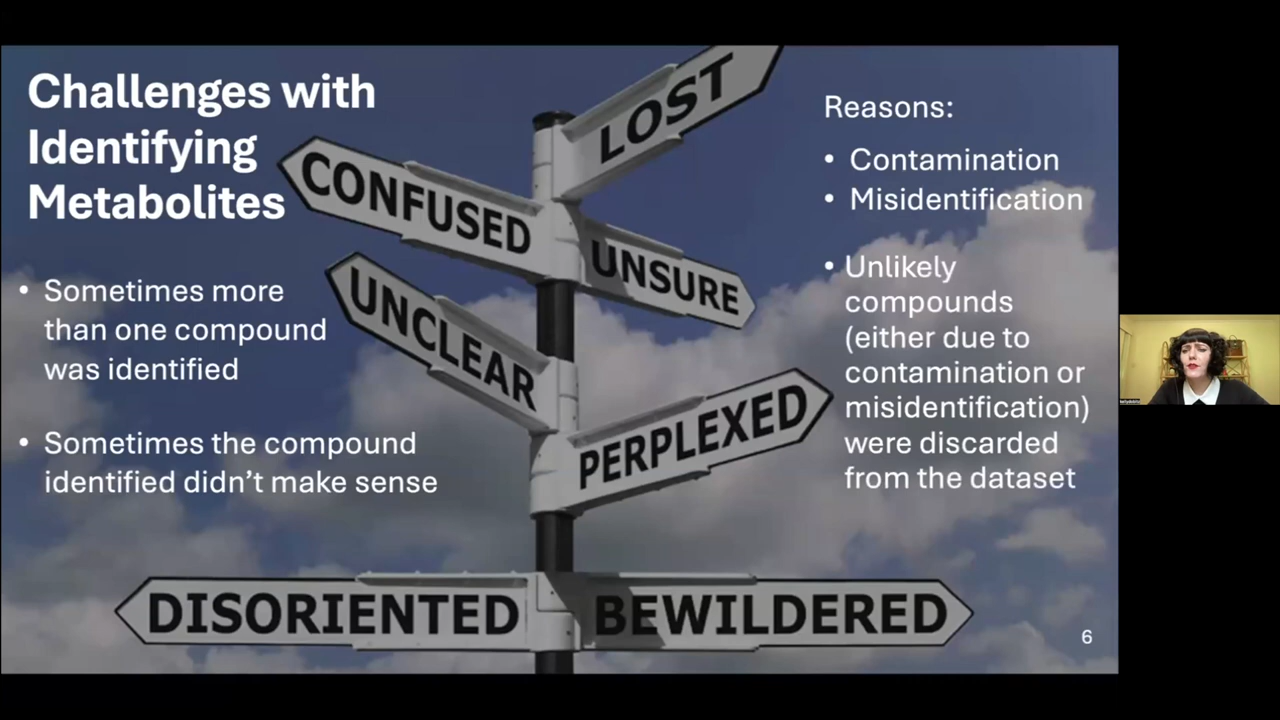 Challenges with
Identifying
Metabolites
• Sometimes more
than one compound
was identified
• Sometimes the compound
identified didn't make sense
LOST
CONFUSED
UNSURE
UNCLEAR
PERPLEXED
DISORIENTED
BEWILDERED
Reasons:
• Contamination
• Misidentification
• Unlikely
compounds
(either due to
contamination or
misidentification)
were discarded
from the dataset
6